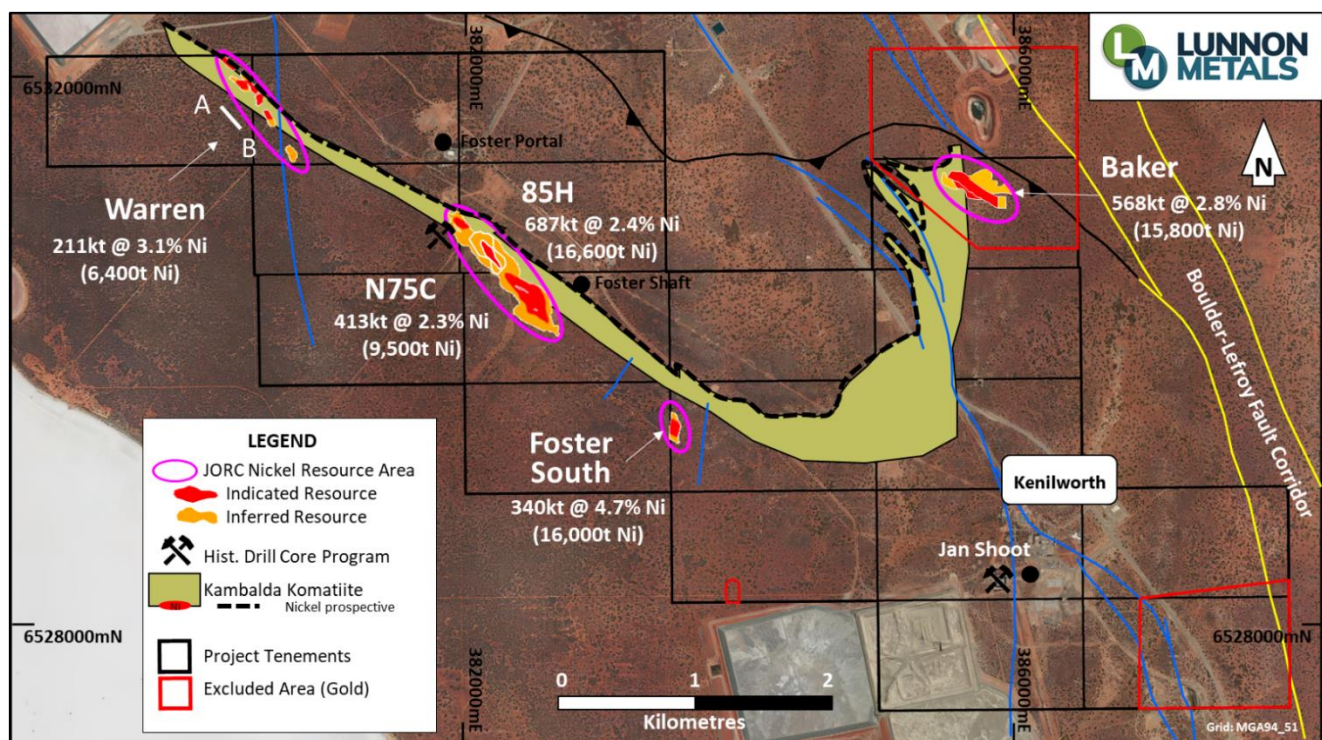 LM LUNNON
METALS
6532000mN
382000mE
386000mE
A
B
Foster Portal
N
Baker
568kt @ 2.8% Ni
(15,800t Ni)
Warren
211kt @ 3.1% Ni
(6,400t Ni)
85H
687kt @ 2.4% Ni
(16,600t Ni)
Foster Shaft
N75C
413kt @ 2.3% Ni
(9,500t Ni)
Boulder-Lefroy Fault Corridor
Foster
South
340kt @ 4.7% Ni
(16,000t Ni)
Kenilworth
Jan Shoot
LEGEND
JORC Nickel Resource Area
Indicated Resource
Inferred Resource
Hist. Drill Core Program
Kambalda Komatiite
Ni
Nickel prospective
Project Tenements
Excluded Area (Gold)
6528000mN
6528000mN
382000mE
386000mE
0 1 2
Kilometres
Grid: MGA94_51